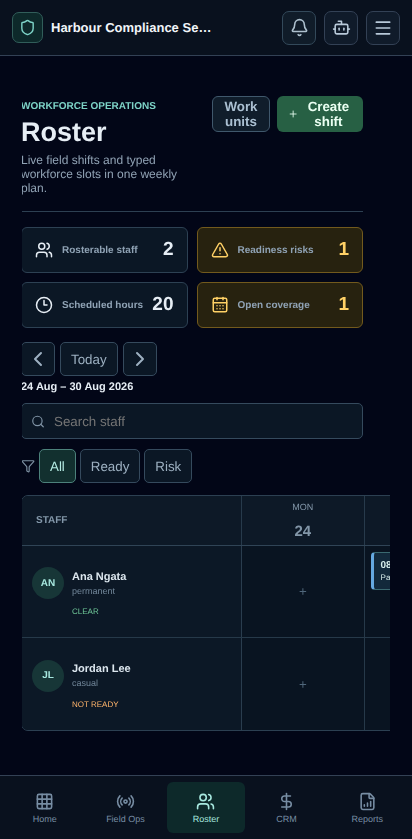 Harbour Compliance Se...
WORKFORCE OPERATIONS
Roster
Live field shifts and typed
workforce slots in one weekly
plan.
Work
units
+ Create
shift
Rosterable staff 2
Readiness risks 1
Scheduled hours 20
Open coverage 1
Today
24 Aug – 30 Aug 2026
Search staff
All Ready Risk
STAFF
MON
24
08
Pa
AN
Ana Ngata
permanent
CLEAR
+
JL
Jordan Lee
casual
NOT READY
+
Home Field Ops Roster CRM Reports